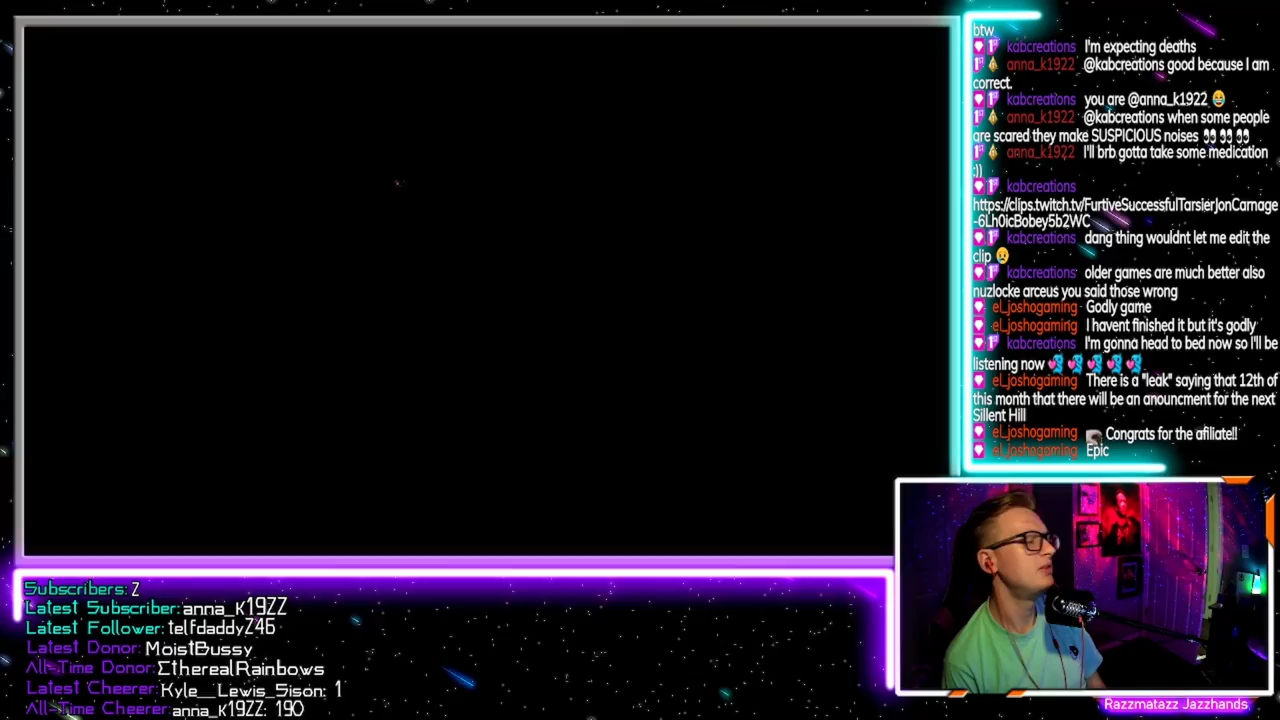 btw
kabcreations I'm expecting deaths
anna_k1922 @kabcreations good because I am
correct.
kabcreations you are @anna_k1922 😂
anna_k1922 @kabcreations when some people
are scared they make SUSPICIOUS noises 👀👀👀
anna_k1922 I'll brb gotta take some medication
:))
kabcreations
https://clips.twitch.tv/FurtiveSuccessfulTarsierJonCarnage
-6Lh0icBobey5b2WC
kabcreations dang thing wouldnt let me edit the
clip 😢
kabcreations older games are much better also
nuzlocke arceus you said those wrong
el_joshogaming Godly game
el_joshogaming I havent finished it but it's godly
kabcreations I'm gonna head to bed now so I'll be
listening now
el_joshogaming There is a "leak" saying that 12th of
this month that there will be an anouncment for the next
Sillent Hill
el_joshogaming Congrats for the afiliate!!
el_joshogaming Epic
Subscribers: 2
Latest Subscriber: anna_k1922
Latest Follower: telfdaddy246
Latest Donor: MoistBussy
All-Time Donor: EtherealRainbows
Latest Cheerer: Kyle_Lewis_Sison: 1
All-Time Cheerer: anna_k1922: 190
Razzmatazz Jazzhands